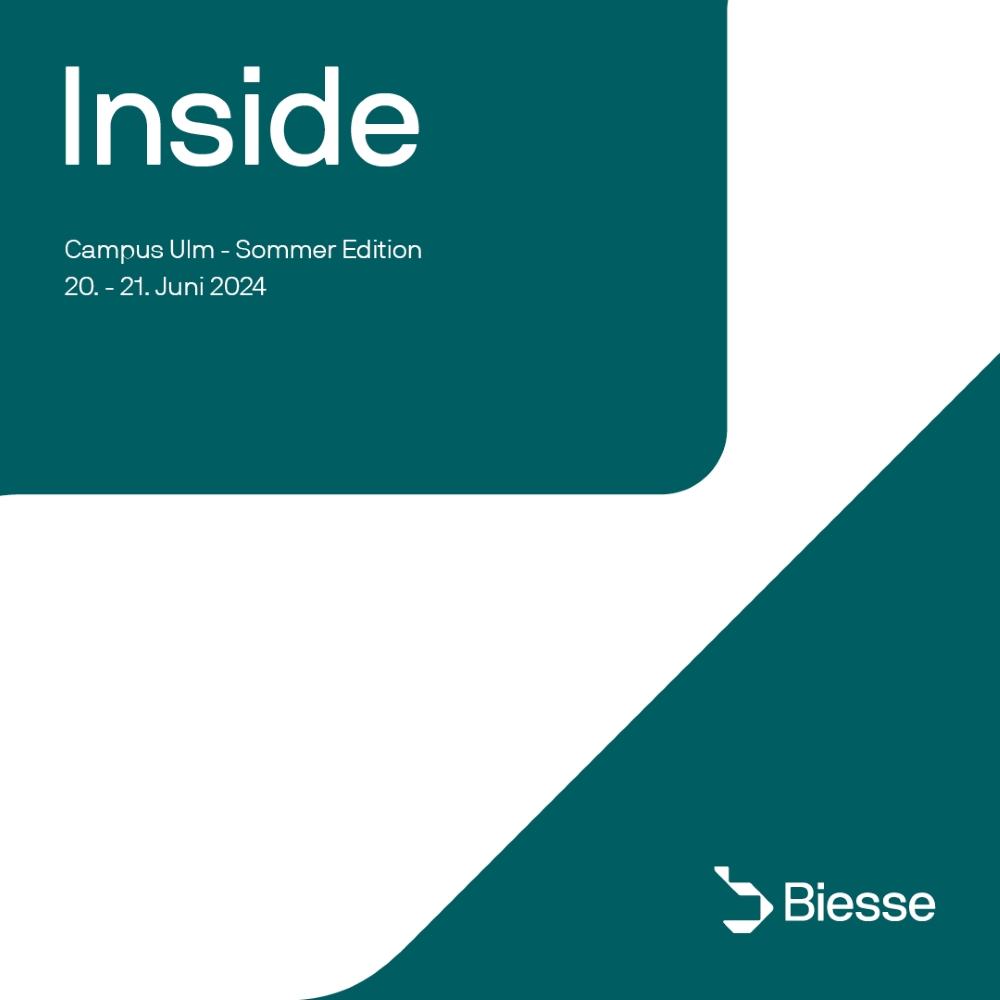 Inside
Campus Ulm - Sommer Edition
20. - 21. Juni 2024
Biesse